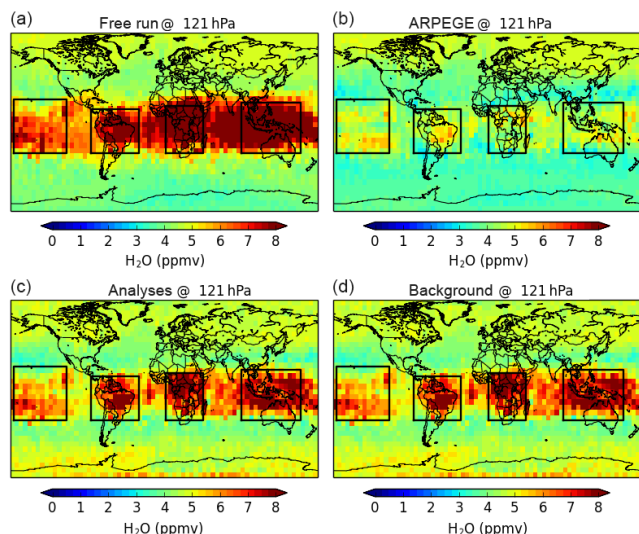 (a) Free run @ 121 hPa
(b) ARPEGE @ 121 hPa
0 1 2 3 4 5 6 7 8
H₂O (ppmv)
0 1 2 3 4 5 6 7 8
H₂O (ppmv)
(c) Analyses @ 121 hPa
(d) Background @ 121 hPa
0 1 2 3 4 5 6 7 8
H₂O (ppmv)
0 1 2 3 4 5 6 7 8
H₂O (ppmv)